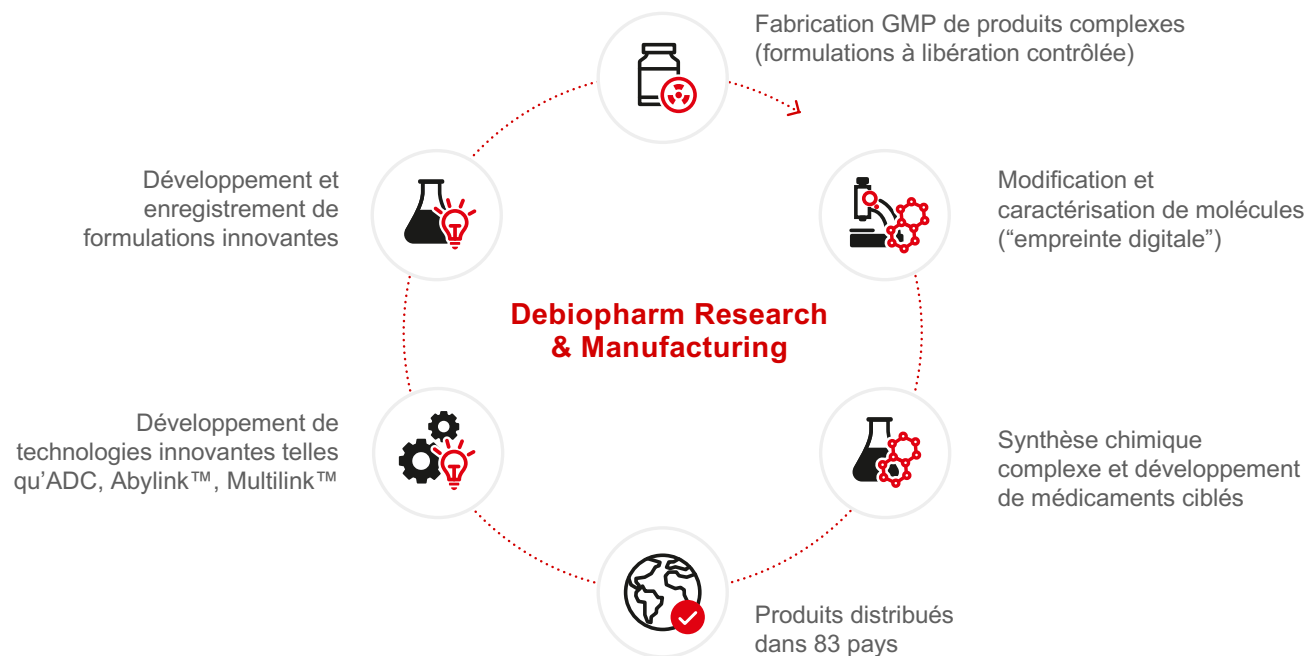 Fabrication GMP de produits complexes
(formulations à libération contrôlée)
Développement et
enregistrement de
formulations innovantes
Modification et
caractérisation de molécules
(“empreinte digitale”)
Debiopharm Research
& Manufacturing
Développement de
technologies innovantes telles
qu’ADC, Abylink™, Multilink™
Synthèse chimique
complexe et développement
de médicaments ciblés
Produits distribués
dans 83 pays